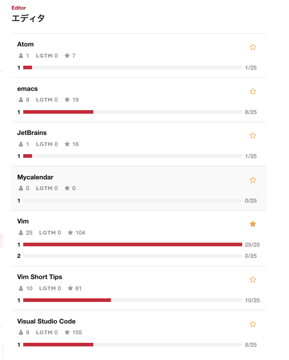 Editor
エディタ
Atom
1 LGTM 0 7
1 1/25
emacs
8 LGTM 0 19
1 8/25
JetBrains
1 LGTM 0 16
1 1/25
Mycalendar
0 LGTM 0 0
1 0/25
Vim
25 LGTM 0 104
1 25/25
2 0/25
Vim Short Tips
10 LGTM 0 61
1 10/25
Visual Studio Code
8 LGTM 0 155
1 8/25